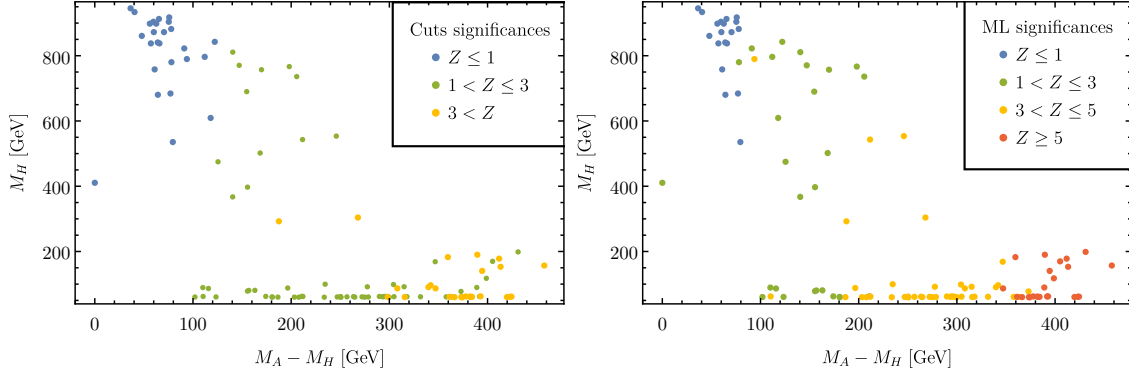 Cuts significances
Z ≤ 1
1 < Z ≤ 3
3 < Z
800
600
400
200
M_H [GeV]
0 100 200 300 400
M_A − M_H [GeV]
ML significances
Z ≤ 1
1 < Z ≤ 3
3 < Z ≤ 5
Z ≥ 5
800
600
400
200
M_H [GeV]
0 100 200 300 400
M_A − M_H [GeV]